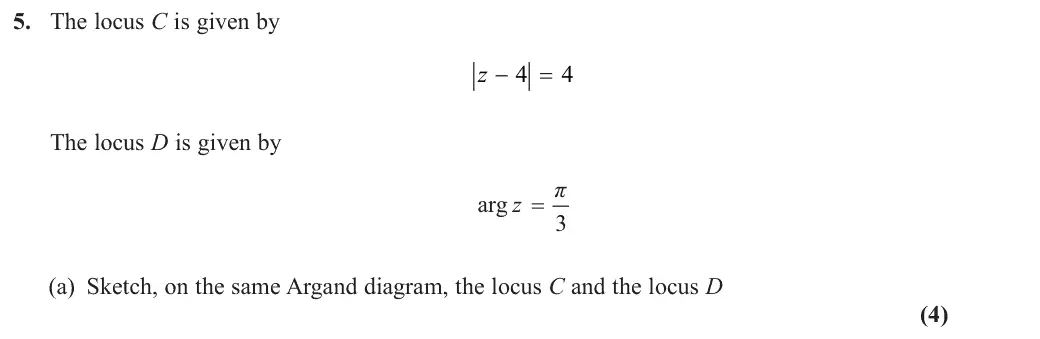 5. The locus C is given by
|z − 4| = 4
The locus D is given by
arg z = π/3
(a) Sketch, on the same Argand diagram, the locus C and the locus D
(4)